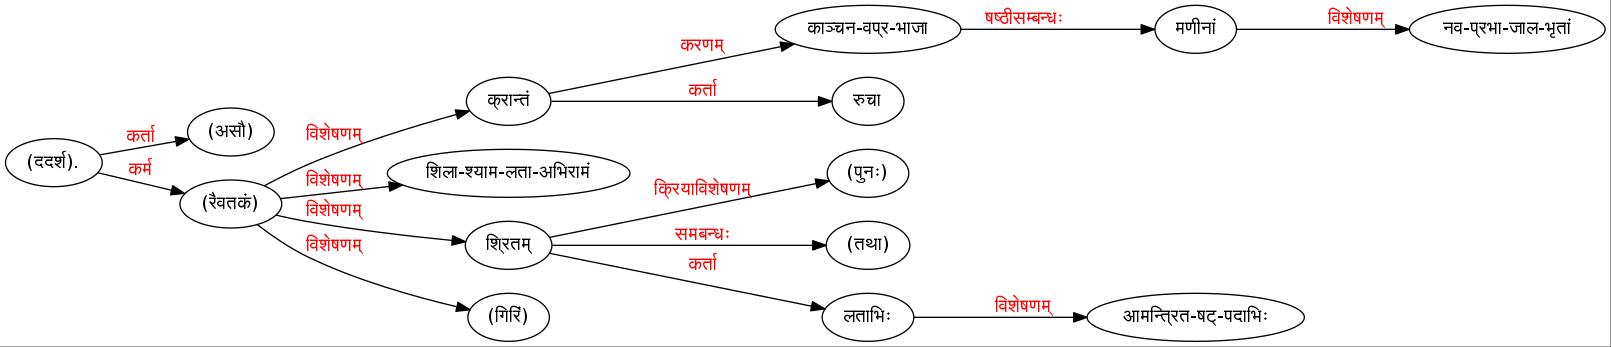 काञ्चन-वप्र-भाजा
षष्ठीसम्बन्धः
मणीनां
विशेषणम्
नव-प्रभा-जाल-भृतां
करणम्
क्रान्तं
कर्ता
रुचा
(असौ)
कर्ता
विशेषणम्
(ददर्श).
कर्म
विशेषणम्
शिला-श्याम-लता-अभिरामं
(पुनः)
क्रियाविशेषणम्
(रैवतकं)
विशेषणम्
श्रितम्
समबन्धः
(तथा)
विशेषणम्
कर्ता
(गिरिं)
लताभिः
विशेषणम्
आमन्त्रित-षट्-पदाभिः